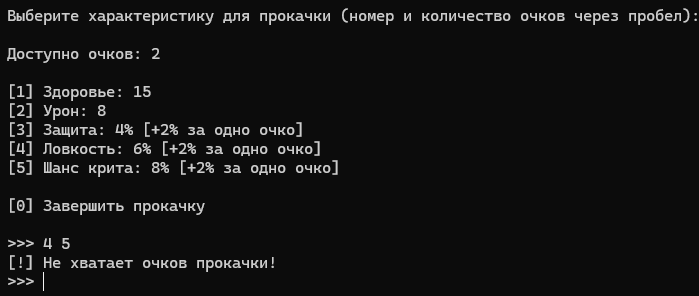 Выберите характеристику для прокачки (номер и количество очков через пробел):
Доступно очков: 2
[1] Здоровье: 15
[2] Урон: 8
[3] Защита: 4% [+2% за одно очко]
[4] Ловкость: 6% [+2% за одно очко]
[5] Шанс крита: 8% [+2% за одно очко]
[0] Завершить прокачку
>>> 4 5
[!] Не хватает очков прокачки!
>>>